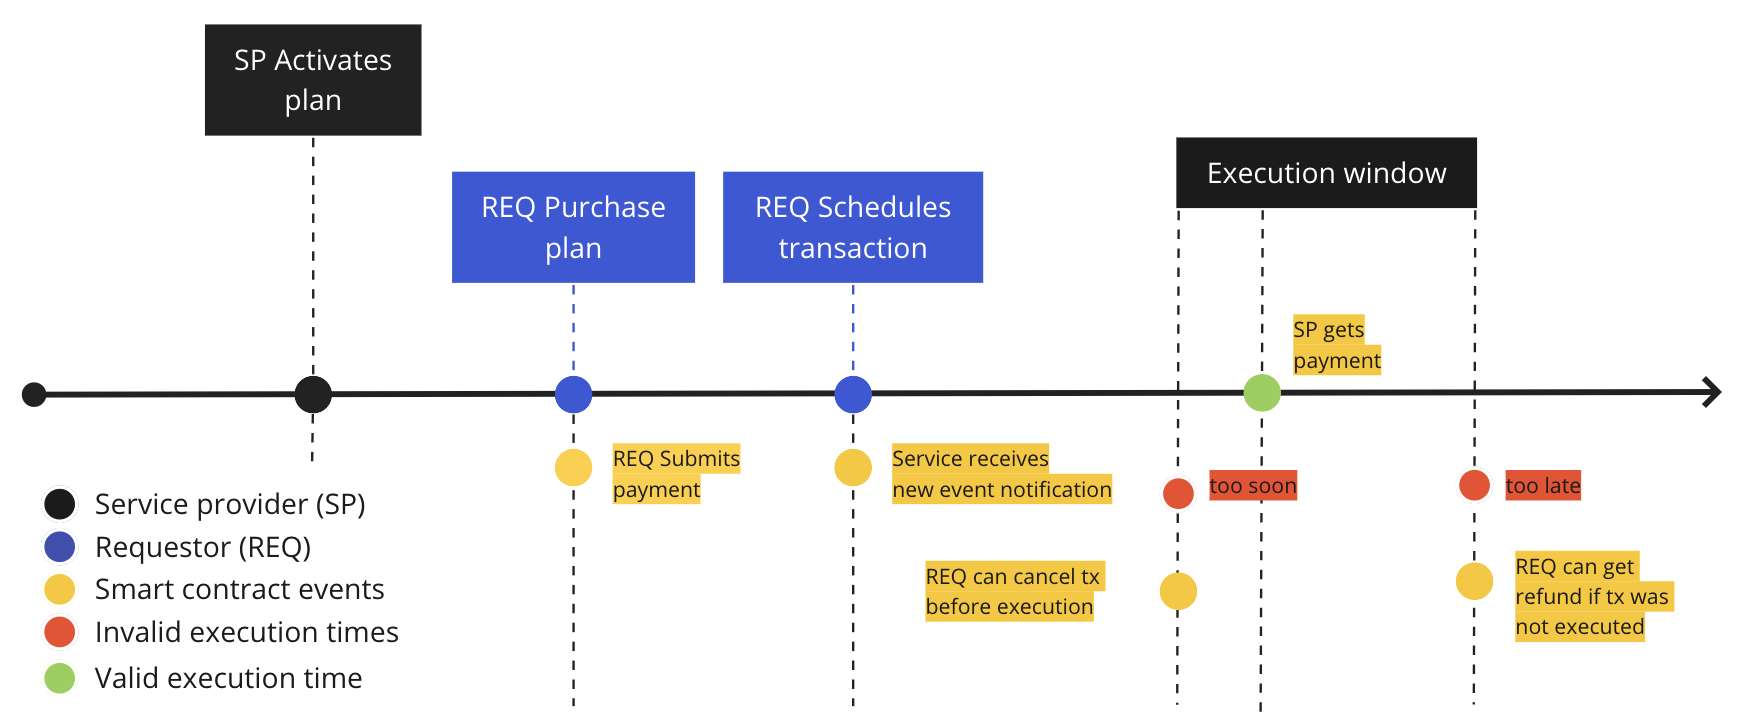 SP Activates
plan
REQ Purchase
plan
REQ Schedules
transaction
Execution window
SP gets
payment
REQ Submits
payment
Service receives
new event notification
too soon
too late
REQ can cancel tx
before execution
REQ can get
refund if tx was
not executed
Service provider (SP)
Requestor (REQ)
Smart contract events
Invalid execution times
Valid execution time